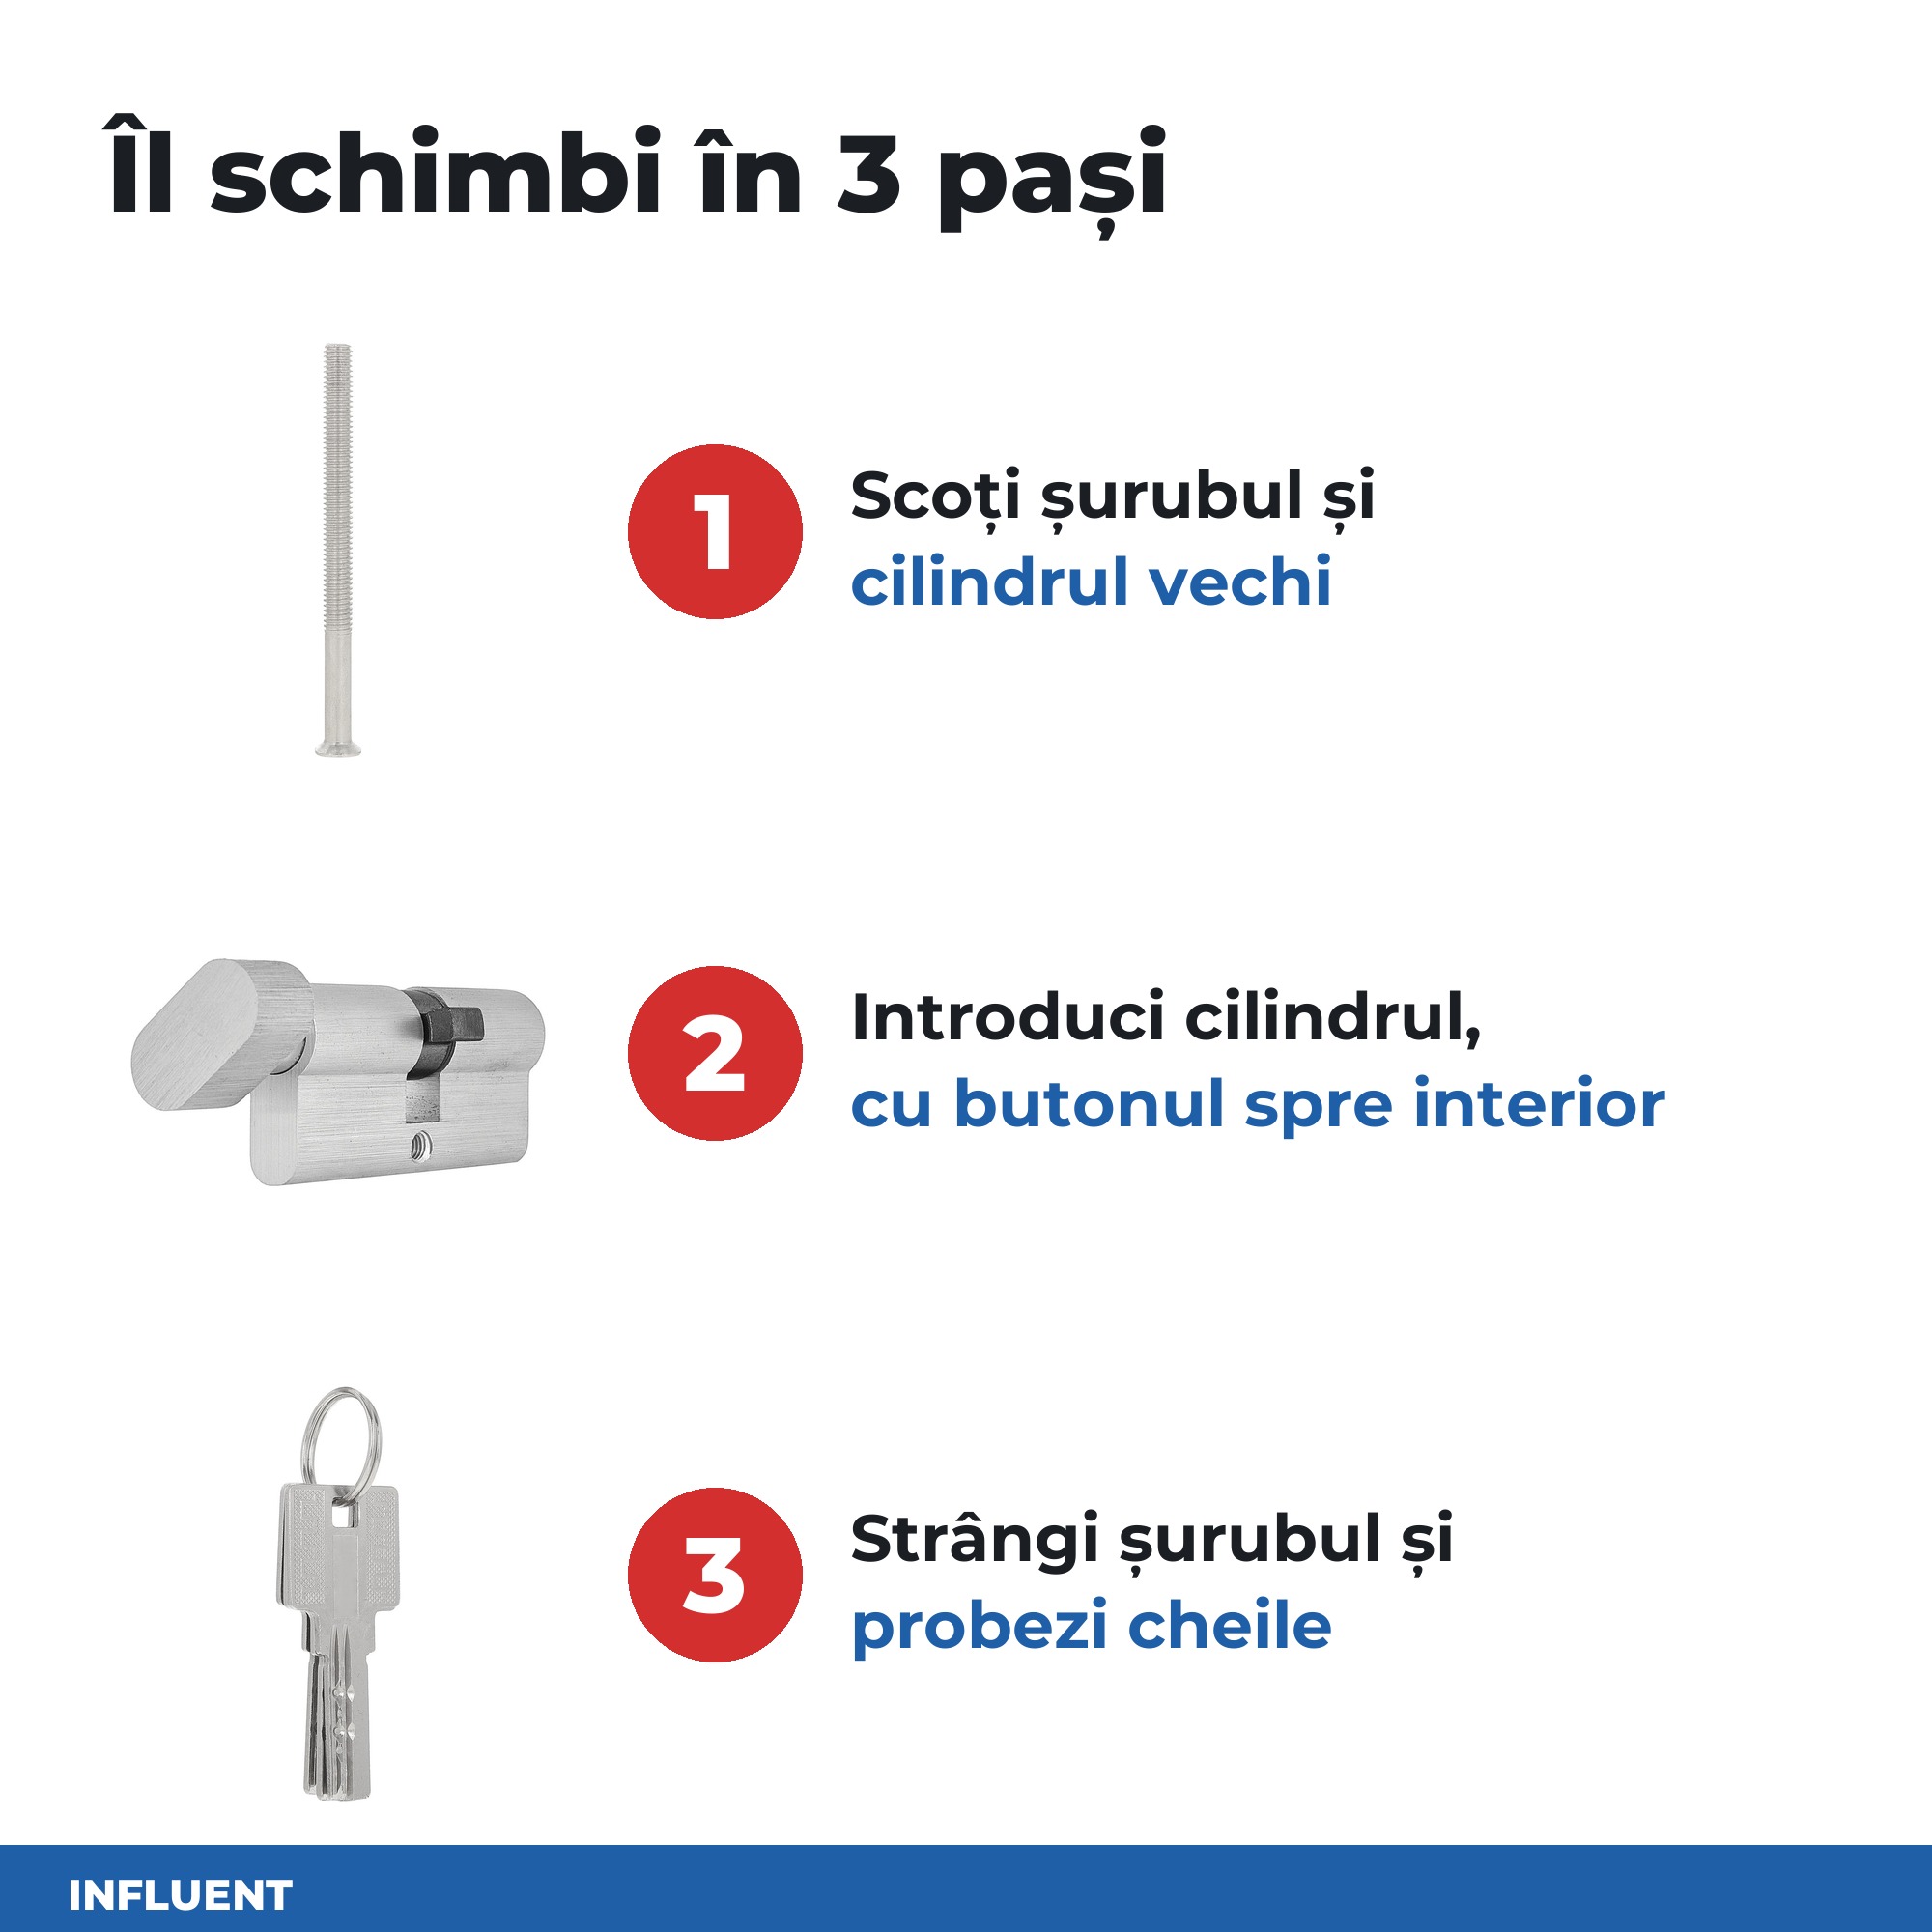 Îl schimbi în 3 pași
1
Scoți șurubul și
cilindrul vechi
2
Introduci cilindrul,
cu butonul spre interior
3
Strângi șurubul și
probezi cheile
INFLUENT